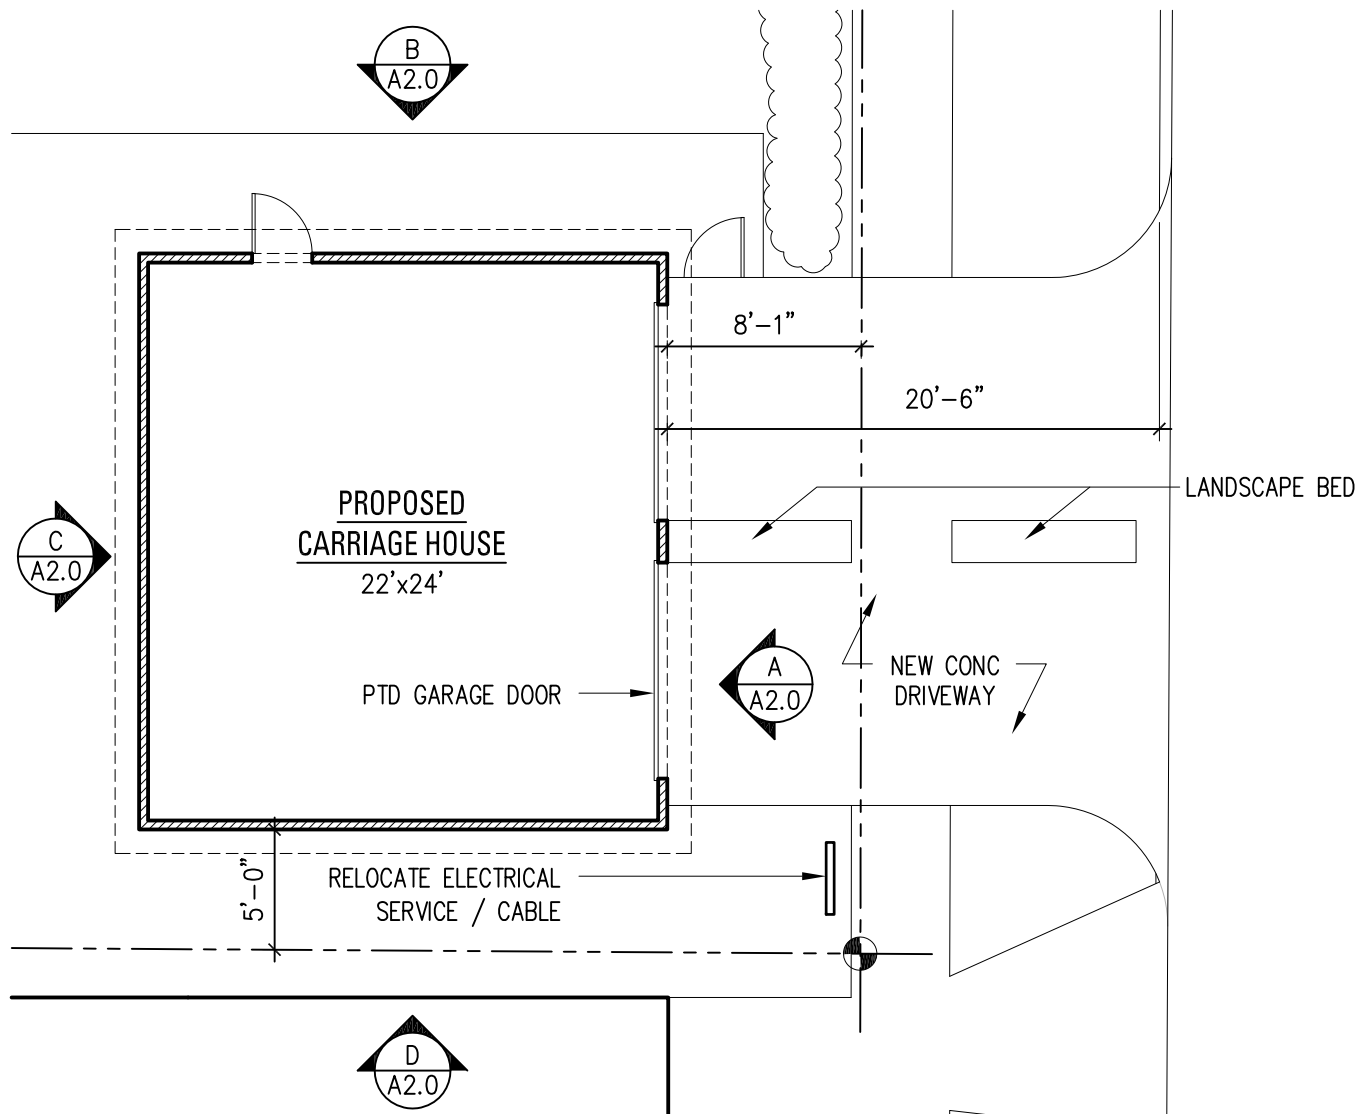 B
A2.0
8’–1”
20’–6”
LANDSCAPE BED
PROPOSED
CARRIAGE HOUSE
22’x24’
C
A2.0
NEW CONC
DRIVEWAY
A
A2.0
PTD GARAGE DOOR
RELOCATE ELECTRICAL
SERVICE / CABLE
5’–0”
D
A2.0